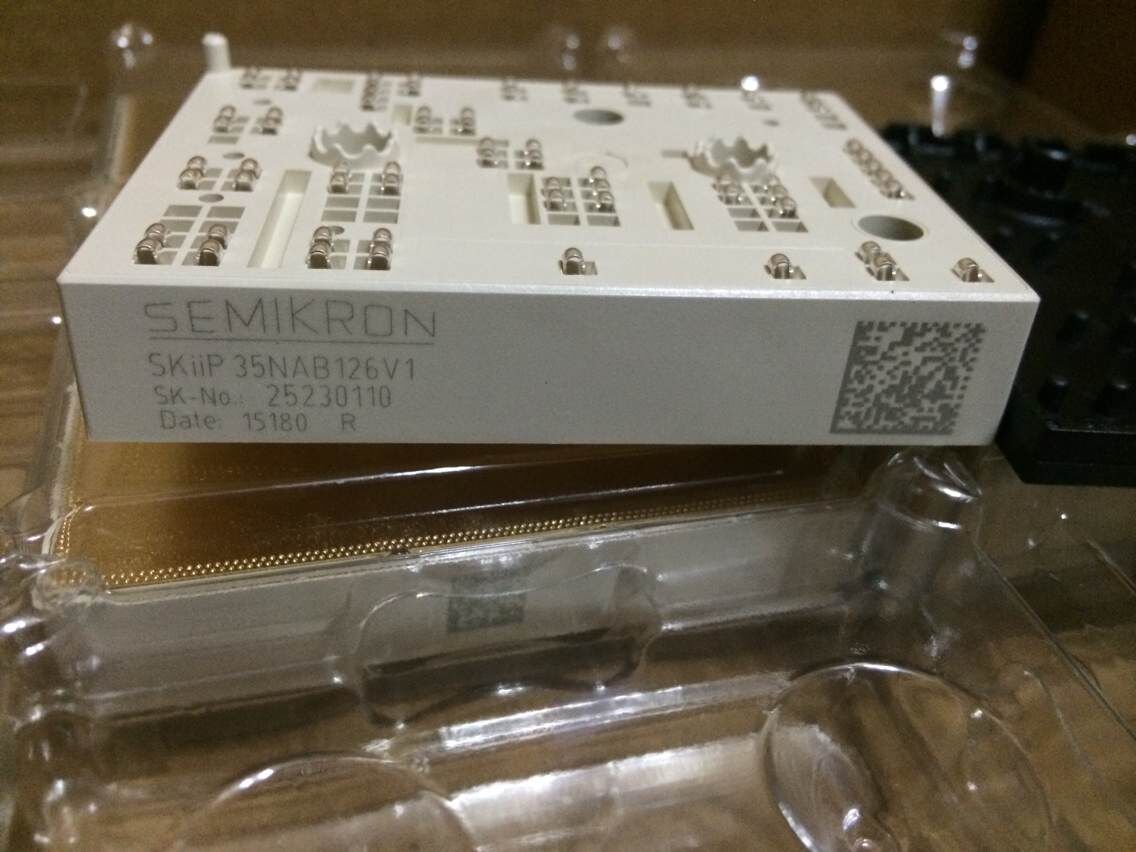 SEMIKRON
SKiiP 35NAB126V1
SK-No.: 25230110
Date: 15180 R